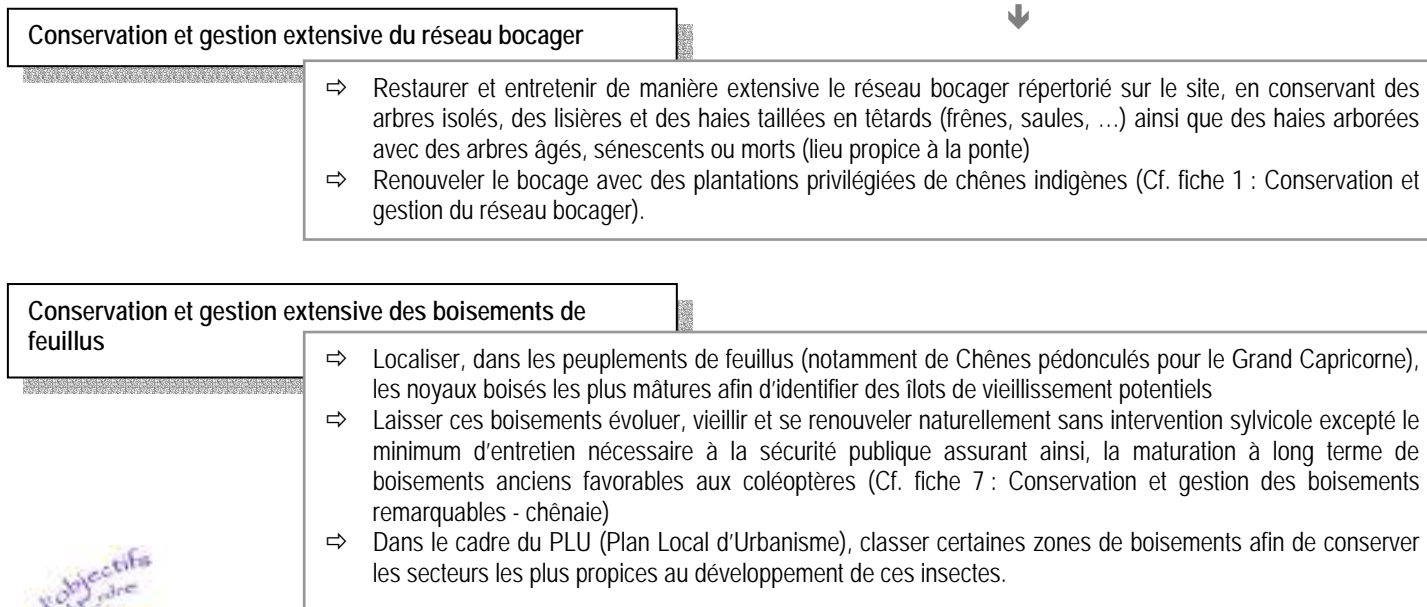 Conservation et gestion extensive du réseau bocager
⇨ Restaurer et entretenir de manière extensive le réseau bocager répertorié sur le site, en conservant des
arbres isolés, des lisières et des haies taillées en têtards (frênes, saules, …) ainsi que des haies arborées
avec des arbres âgés, sénescents ou morts (lieu propice à la ponte)
⇨ Renouveler le bocage avec des plantations privilégiées de chênes indigènes (Cf. fiche 1 : Conservation et
gestion du réseau bocager).
Conservation et gestion extensive des boisements de
feuillus
⇨ Localiser, dans les peuplements de feuillus (notamment de Chênes pédonculés pour le Grand Capricorne),
les noyaux boisés les plus mâtures afin d'identifier des îlots de vieillissement potentiels
⇨ Laisser ces boisements évoluer, vieillir et se renouveler naturellement sans intervention sylvicole excepté le
minimum d'entretien nécessaire à la sécurité publique assurant ainsi, la maturation à long terme de
boisements anciens favorables aux coléoptères (Cf. fiche 7 : Conservation et gestion des boisements
remarquables - chênaie)
⇨ Dans le cadre du PLU (Plan Local d'Urbanisme), classer certaines zones de boisements afin de conserver
les secteurs les plus propices au développement de ces insectes.
objectifs